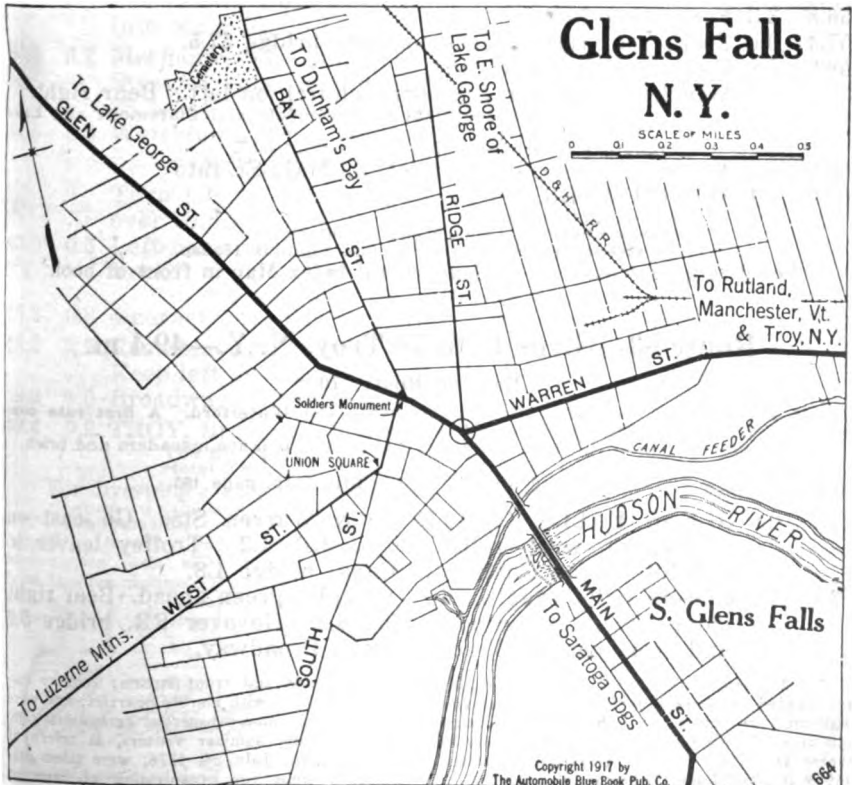 Glens Falls
N. Y.
SCALE OF MILES
0 0.1 0.2 0.3 0.4 0.5
Cemetery
To Lake George
GLEN
ST.
To Dunham's Bay
BAY
ST.
To E. Shore of
Lake George
RIDGE
ST.
D & H R R
To Rutland,
Manchester, Vt.
& Troy, N.Y.
WARREN
ST.
Soldiers Monument
UNION SQUARE
CANAL FEEDER
HUDSON
RIVER
WEST
ST.
SOUTH
ST.
To Luzerne Mtns.
MAIN
ST.
To Saratoga Spgs
S. Glens Falls
Copyright 1917 by
The Automobile Blue Book Pub. Co.
664